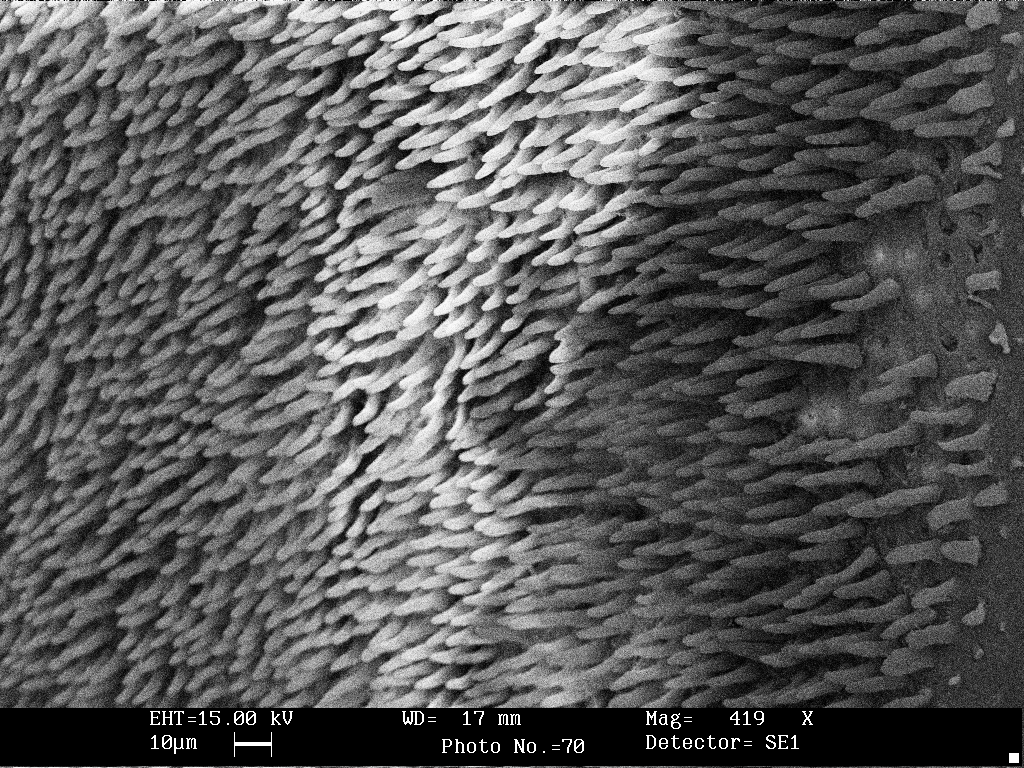 EHT=15.00 kV WD= 17 mm Mag= 419 X
10µm Photo No.=70 Detector= SE1